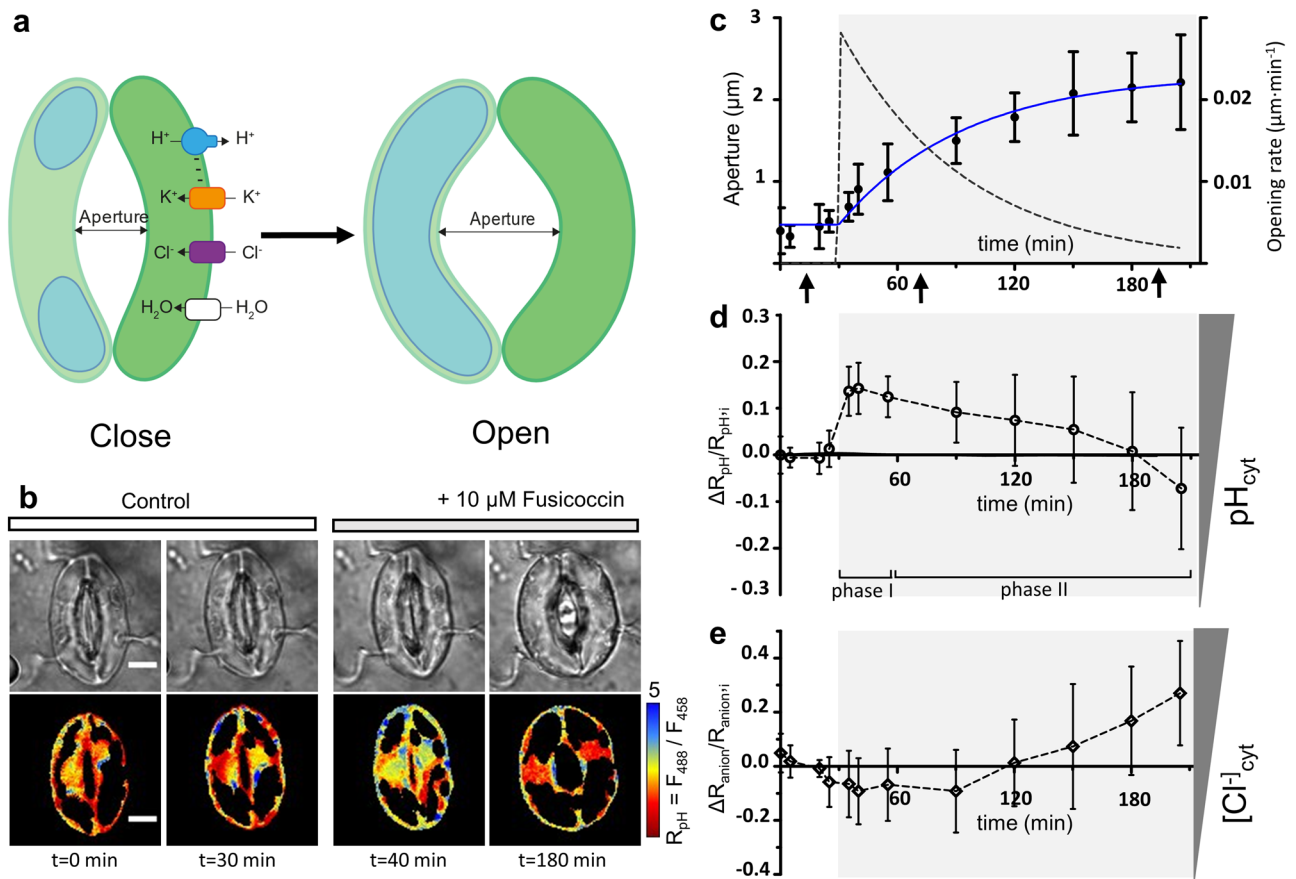 a
H⁺ H⁺
K⁺ K⁺
Aperture
Cl⁻ Cl⁻
H₂O H₂O
Aperture
Close
Open
b
Control
+ 10 µM Fusicoccin
5
R_pH = F₄₈₈ / F₄₅₈
0
t=0 min
t=30 min
t=40 min
t=180 min
c
3
2
1
Aperture (µm)
0.02
0.01
Opening rate (µm·min⁻¹)
time (min)
60 120 180
d
0.3
0.2
0.1
0.0
-0.1
-0.2
- 0.3
ΔR_pH/R_pH,i
60 120 180
time (min)
phase I
phase II
pH_cyt
e
0.4
0.2
0.0
-0.2
-0.4
ΔR_anion/R_anion,i
60 120 180
time (min)
[Cl⁻]_cyt